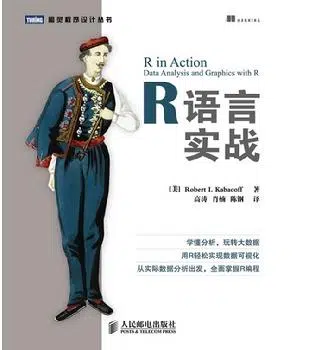 TURING 图灵程序设计丛书
MANNING
R in Action
Data Analysis and Graphics with R
R语言
实战
[美] Robert I. Kabacoff 著
高涛 肖楠 陈钢 译
学懂分析，玩转大数据
用R轻松实现数据可视化
从实际数据分析出发，全面掌握R编程
人民邮电出版社
POSTS & TELECOM PRESS